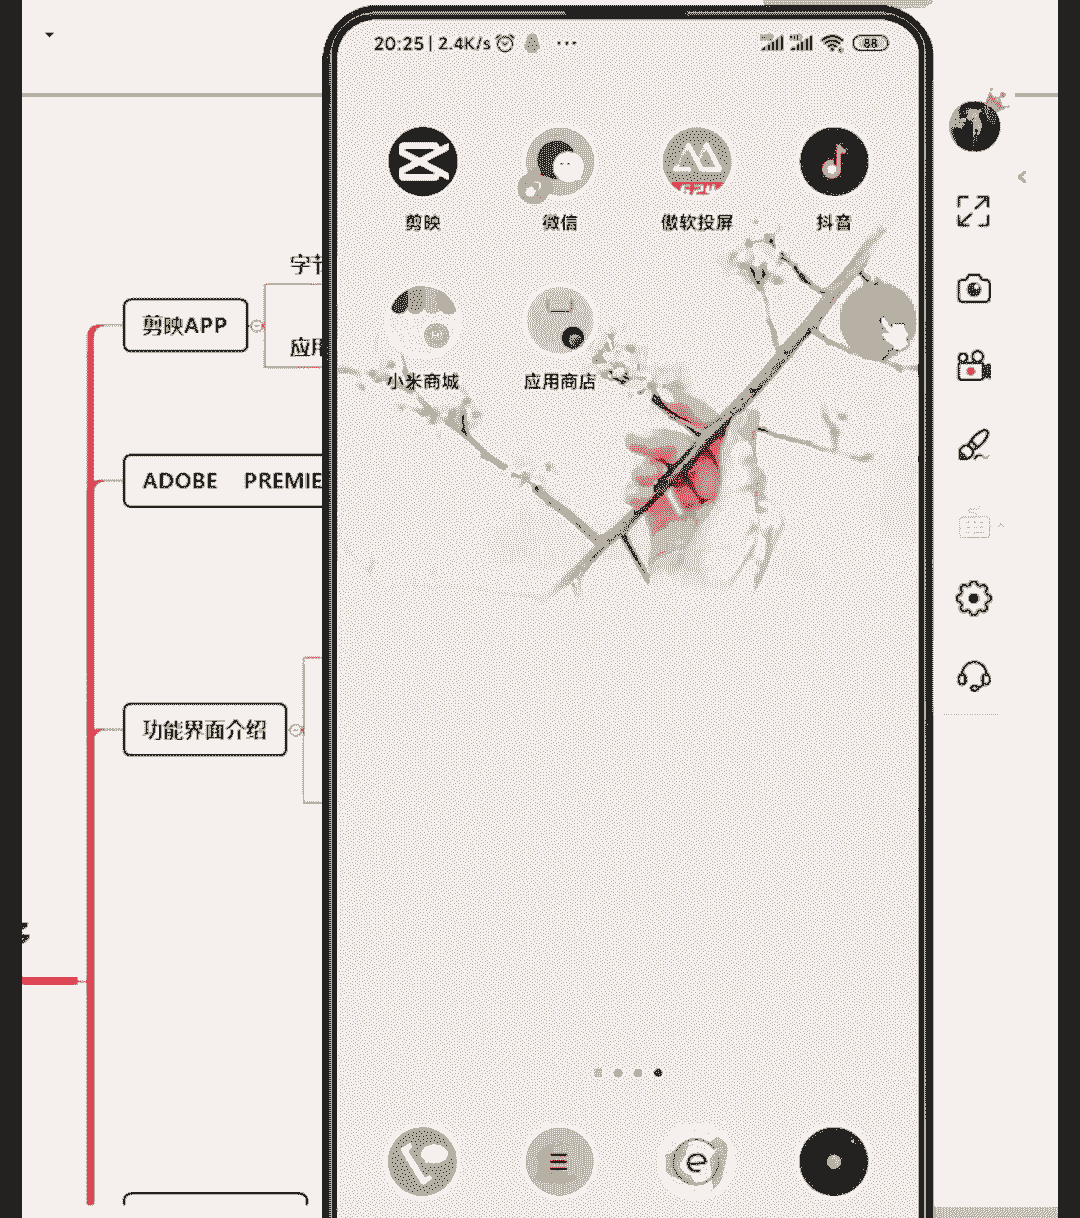 20:25 | 2.4K/s ...
88
剪映
微信
傲软投屏
抖音
小米商城
应用商店
字节
应用
剪映APP
ADOBE PREMIE
功能界面介绍